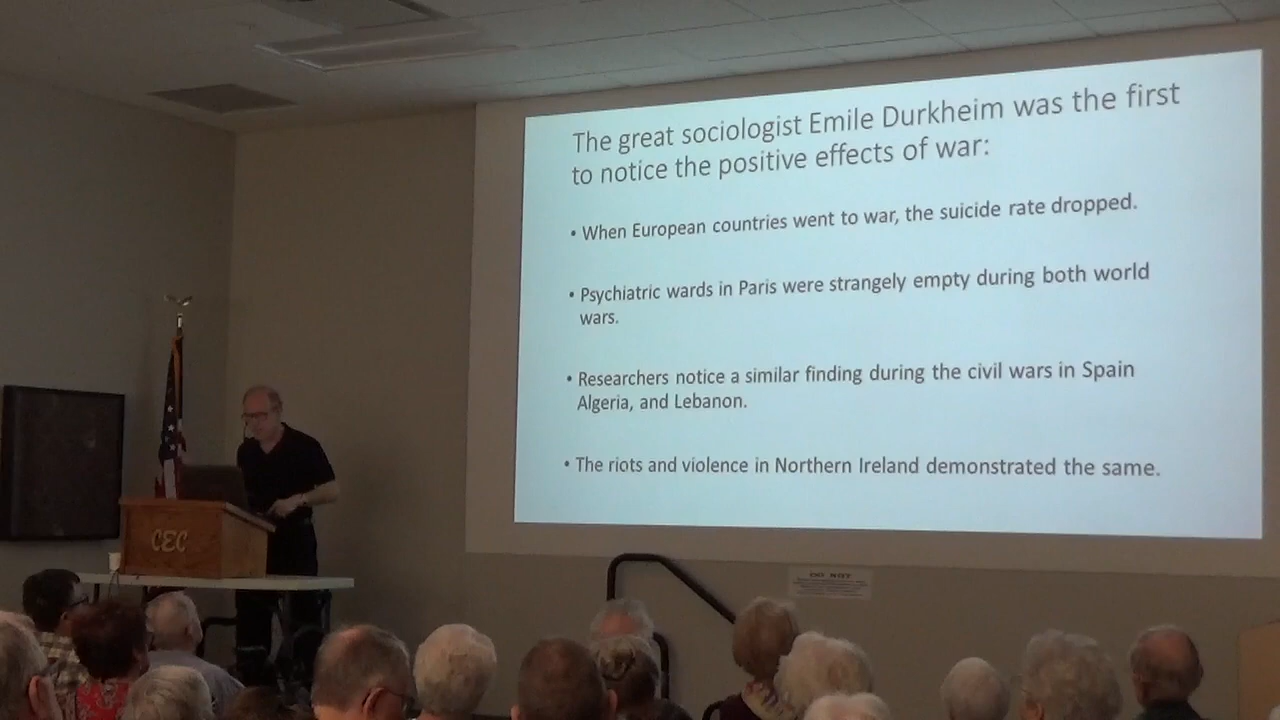 The great sociologist Emile Durkheim was the first
to notice the positive effects of war:
• When European countries went to war, the suicide rate dropped.
• Psychiatric wards in Paris were strangely empty during both world
wars.
• Researchers notice a similar finding during the civil wars in Spain
Algeria, and Lebanon.
• The riots and violence in Northern Ireland demonstrated the same.
CEC
DO NOT